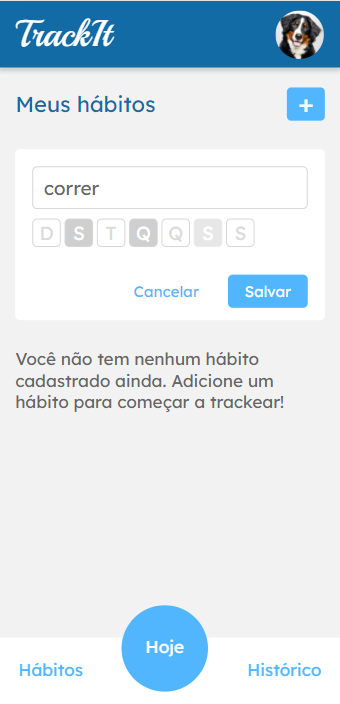 TrackIt
Meus hábitos
+
correr
D S T Q Q S S
Cancelar Salvar
Você não tem nenhum hábito
cadastrado ainda. Adicione um
hábito para começar a trackear!
Hoje
Hábitos Histórico